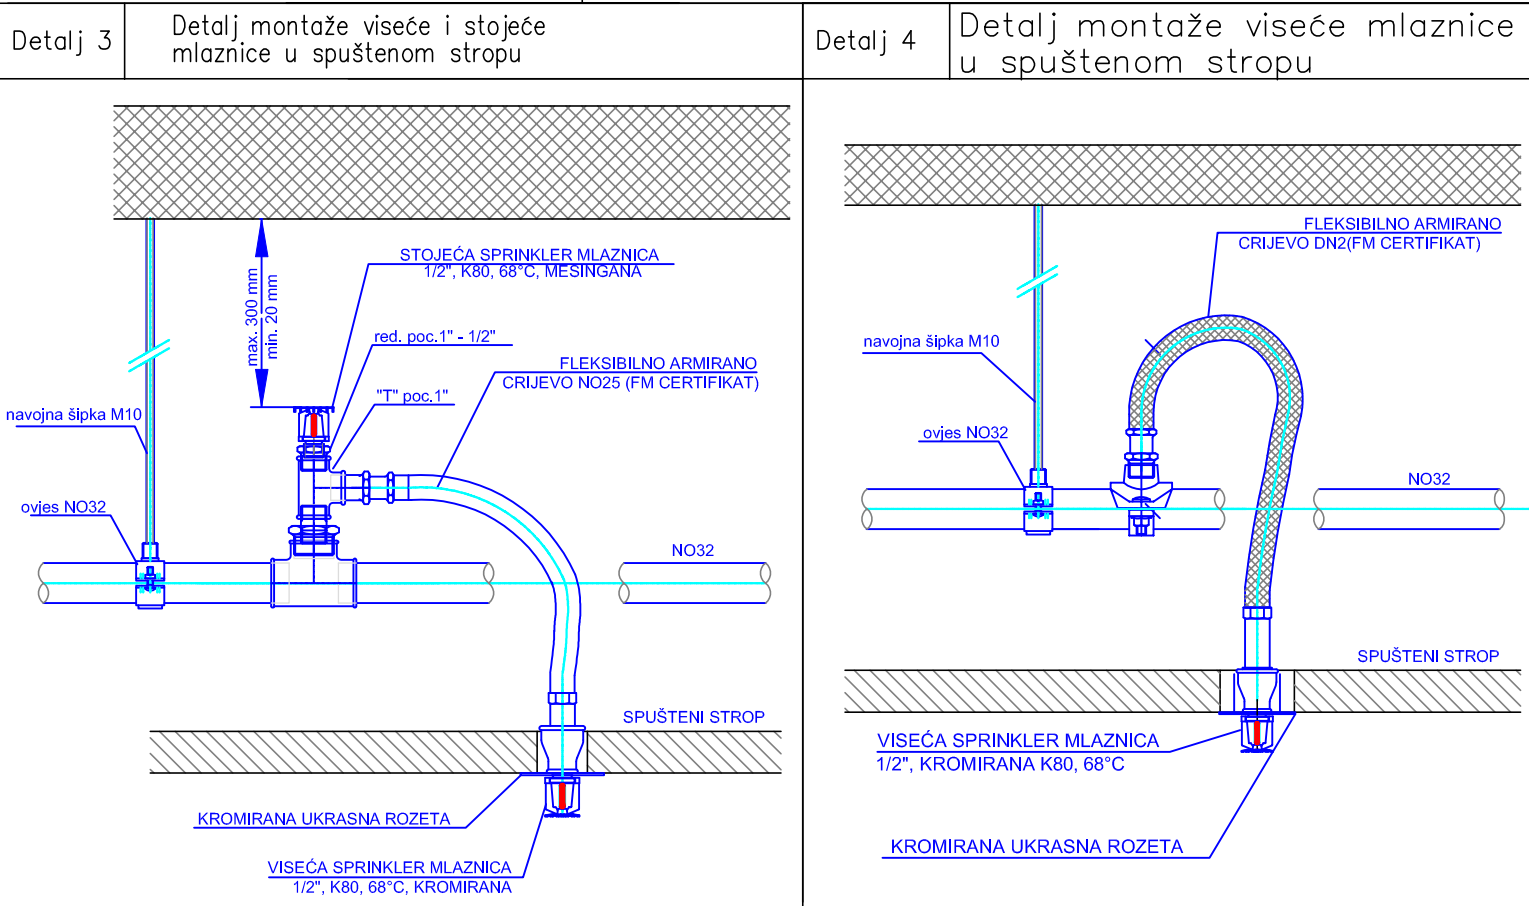 Detalj 3
Detalj montaže viseće i stojeće
mlaznice u spuštenom stropu
STOJEĆA SPRINKLER MLAZNICA
1/2", K80, 68°C, MESINGANA
max. 300 mm
min. 20 mm
red. poc.1" - 1/2"
FLEKSIBILNO ARMIRANO
CRIJEVO NO25 (FM CERTIFIKAT)
"T" poc.1"
navojna šipka M10
ovjes NO32
NO32
SPUŠTENI STROP
KROMIRANA UKRASNA ROZETA
VISEĆA SPRINKLER MLAZNICA
1/2", K80, 68°C, KROMIRANA
Detalj 4
Detalj montaže viseće mlaznice
u spuštenom stropu
FLEKSIBILNO ARMIRANO
CRIJEVO DN2(FM CERTIFIKAT)
navojna šipka M10
ovjes NO32
NO32
SPUŠTENI STROP
VISEĆA SPRINKLER MLAZNICA
1/2", KROMIRANA K80, 68°C
KROMIRANA UKRASNA ROZETA